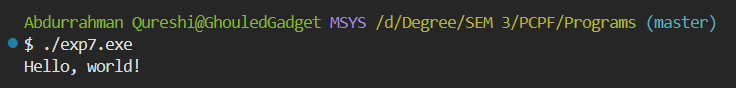 Abdurrahman Qureshi@GhouledGadget MSYS /d/Degree/SEM 3/PCPF/Programs (master)
$ ./exp7.exe
Hello, world!